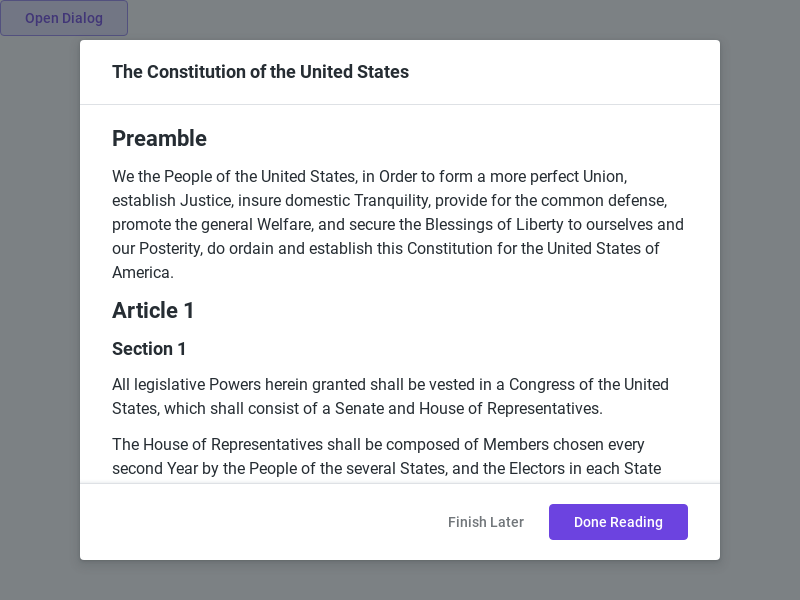 Open Dialog
The Constitution of the United States
Preamble
We the People of the United States, in Order to form a more perfect Union,
establish Justice, insure domestic Tranquility, provide for the common defense,
promote the general Welfare, and secure the Blessings of Liberty to ourselves and
our Posterity, do ordain and establish this Constitution for the United States of
America.
Article 1
Section 1
All legislative Powers herein granted shall be vested in a Congress of the United
States, which shall consist of a Senate and House of Representatives.
The House of Representatives shall be composed of Members chosen every
second Year by the People of the several States, and the Electors in each State
Finish Later
Done Reading